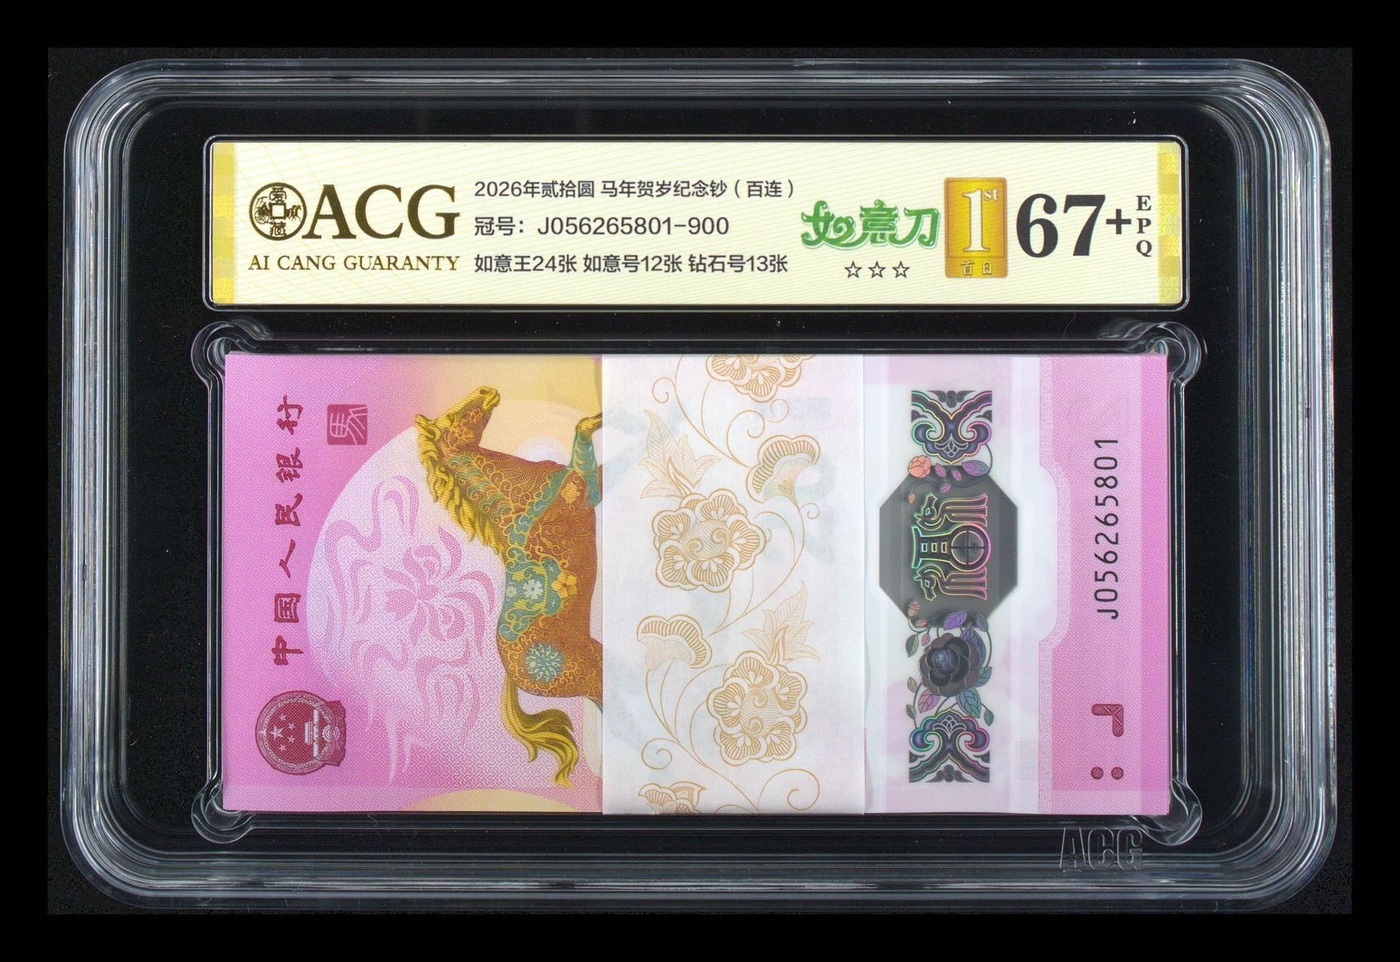 ACG
AI CANG GUARANTY
2026年贰拾圆 马年贺岁纪念钞（百连）
冠号：J056265801-900
如意王24张 如意号12张 钻石号13张
如意刀
☆☆☆
1st
首日
67+
EPQ
中国人民银行
J056265801
ACG